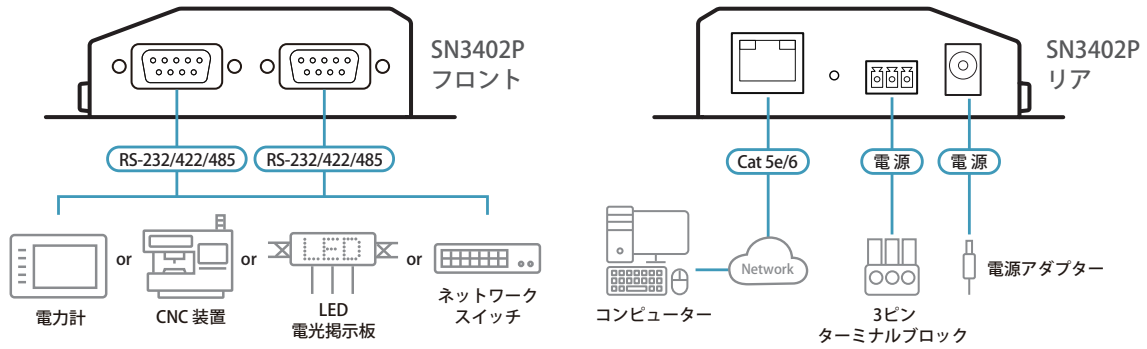 SN3402P
フロント
RS-232/422/485
RS-232/422/485
or
or
LED
or
電力計
CNC 装置
LED
電光掲示板
ネットワーク
スイッチ
SN3402P
リア
Cat 5e/6
電 源
電 源
Network
電源アダプター
コンピューター
3ピン
ターミナルブロック